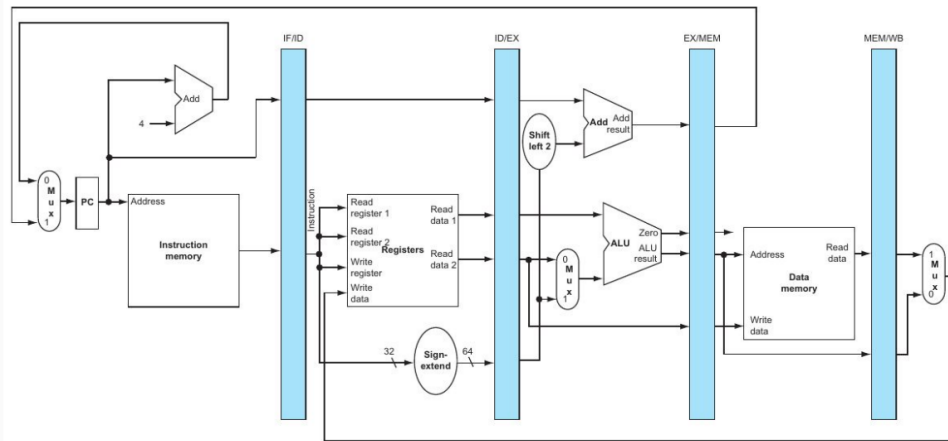 IF/ID
ID/EX
EX/MEM
MEM/WB
Add
4
Add
Add
result
Shift
left 2
0
M
u
x
1
PC
Address
Instruction
memory
Instruction
Read
register 1
Read
register 2
Write
register
Write
data
Registers
Read
data 1
Read
data 2
0
M
u
x
1
ALU
Zero
ALU
result
Address
Write
data
Data
memory
Read
data
1
M
u
x
0
32
Sign-
extend
64